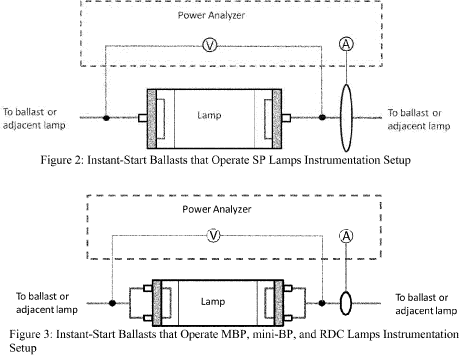 Power Analyzer
V
A
Lamp
To ballast or
adjacent lamp
To ballast or
adjacent lamp
Figure 2: Instant-Start Ballasts that Operate SP Lamps Instrumentation Setup
Power Analyzer
V
A
To ballast or
adjacent lamp
Lamp
To ballast or
adjacent lamp
Figure 3: Instant-Start Ballasts that Operate MBP, mini-BP, and RDC Lamps Instrumentation
Setup